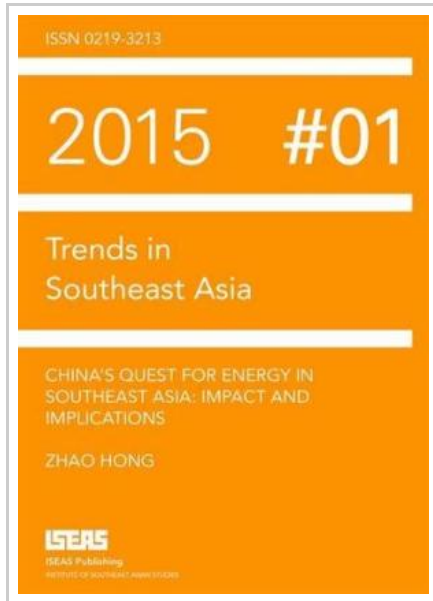 ISSN 0219-3213
2015 #01
Trends in
Southeast Asia
CHINA'S QUEST FOR ENERGY IN
SOUTHEAST ASIA: IMPACT AND
IMPLICATIONS
ZHAO HONG
ISEAS
ISEAS Publishing
INSTITUTE OF SOUTHEAST ASIAN STUDIES